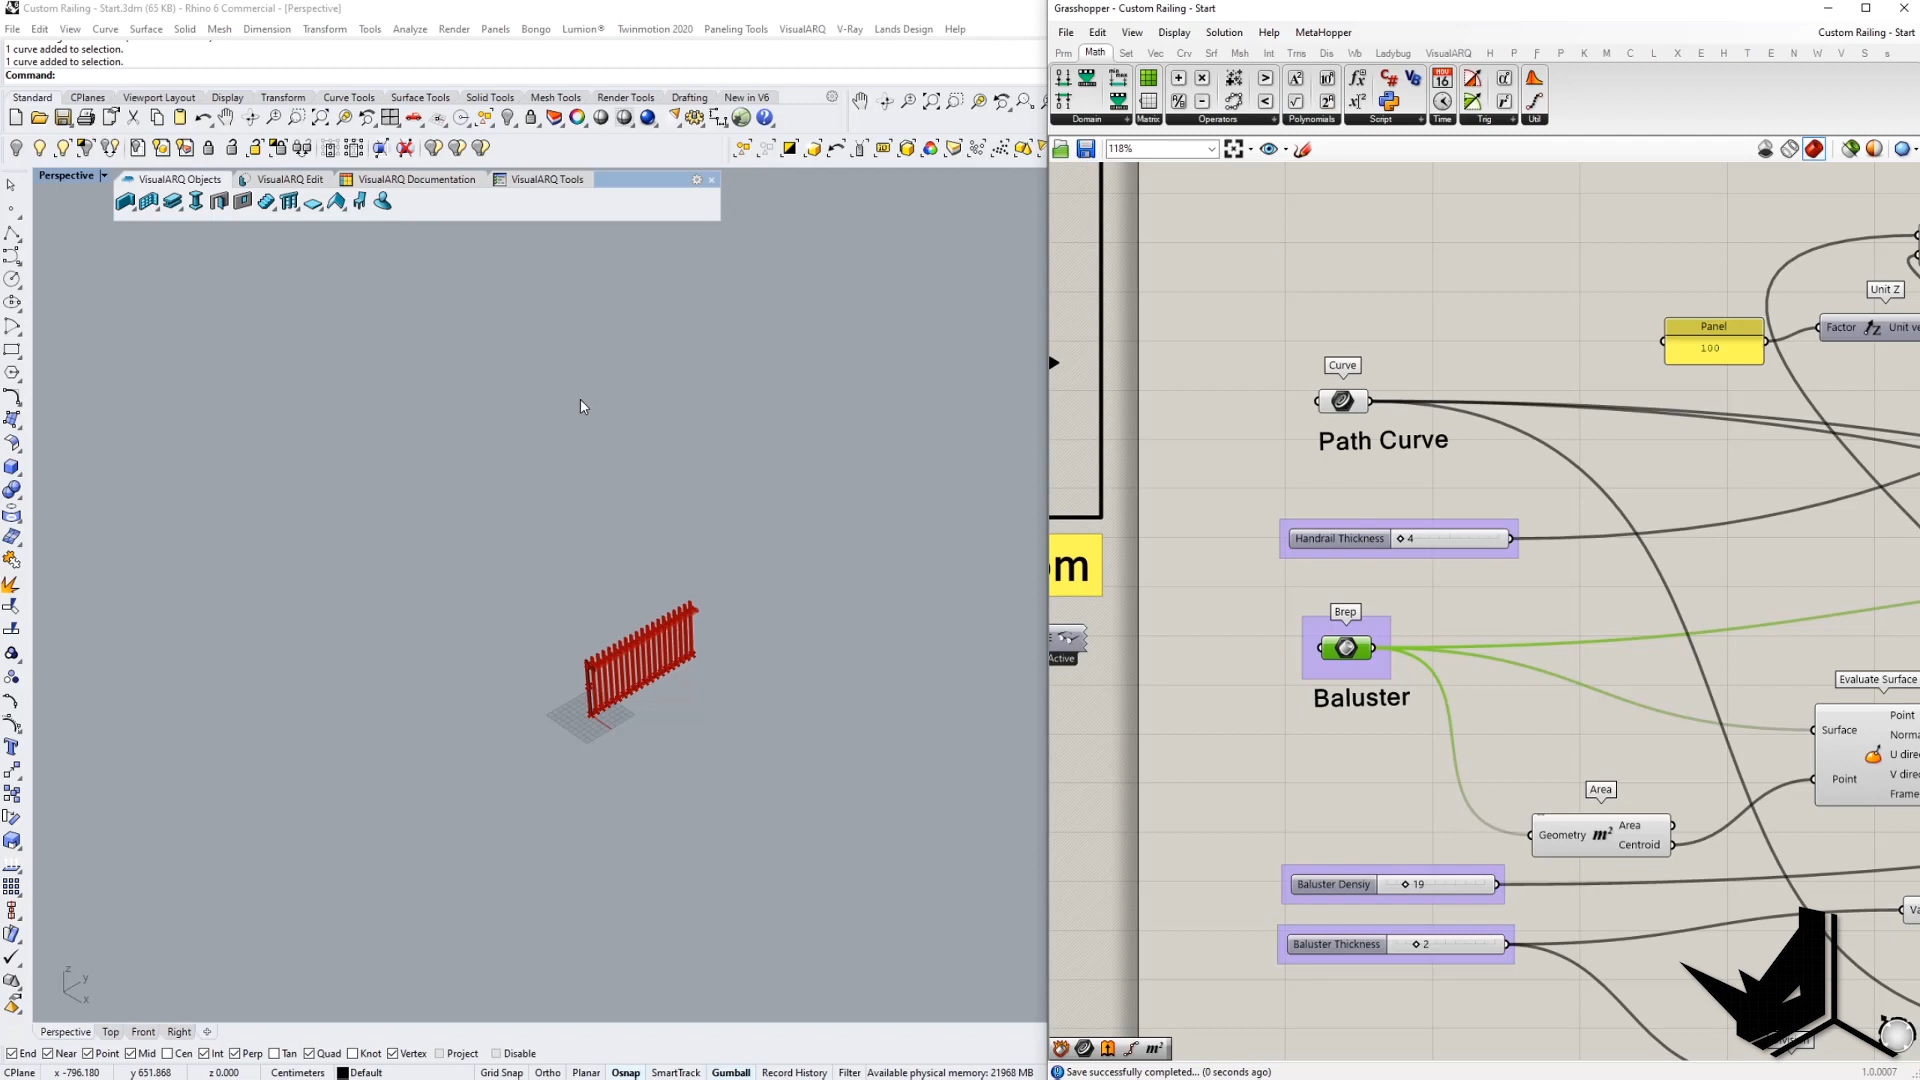 Custom Railing - Start.3dm (65 KB) - Rhino 6 Commercial - [Perspective]
File Edit View Curve Surface Solid Mesh Dimension Transform Tools Analyze Render Panels Bongo Lumion® Twinmotion 2020 Paneling Tools VisualARQ V-Ray Lands Design Help
1 curve added to selection.
1 curve added to selection.
Command:
Standard CPlanes Viewport Layout Display Transform Curve Tools Surface Tools Solid Tools Mesh Tools Render Tools Drafting New in V6
Perspective
VisualARQ Objects VisualARQ Edit VisualARQ Documentation VisualARQ Tools
z
y
x
Perspective Top Front Right
End Near Point Mid Cen Int Perp Tan Quad Knot Vertex Project Disable
CPlane x -796.180 y 651.868 z 0.000 Centimeters Default Grid Snap Ortho Planar Osnap SmartTrack Gumball Record History Filter Available physical memory: 21968 MB
Grasshopper - Custom Railing - Start
File Edit View Display Solution Help MetaHopper
Custom Railing - Start
Prm Math Set Vec Crv Srf Msh Int Trns Dis Wb Ladybug VisualARQ H P F P K M C L X E H T E N W V S s
Domain Matrix Operators Polynomials Script Time Trig Util
118%
Unit Z
Panel
100
Factor Unit ve
Curve
Path Curve
Handrail Thickness 4
om
Active
Brep
Baluster
Evaluate Surface
Surface
Point
Point
Norma
U direc
V direc
Frame
Area
Geometry m² Area
Centroid
Baluster Densiy 19
Baluster Thickness 2
Va
Save successfully completed... (0 seconds ago)
1.0.0007